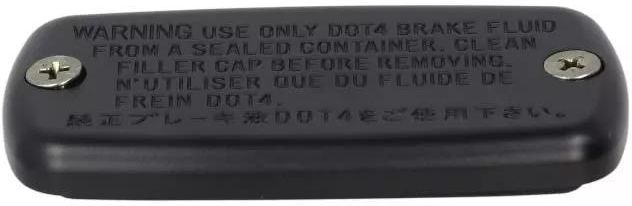 WARNING USE ONLY DOT4 BRAKE FLUID
FROM A SEALED CONTAINER. CLEAN
FILLER CAP BEFORE REMOVING.
N'UTILISER QUE DU FLUIDE DE
FREIN DOT4.
純正ブレーキ液DOT4をご使用下さい。